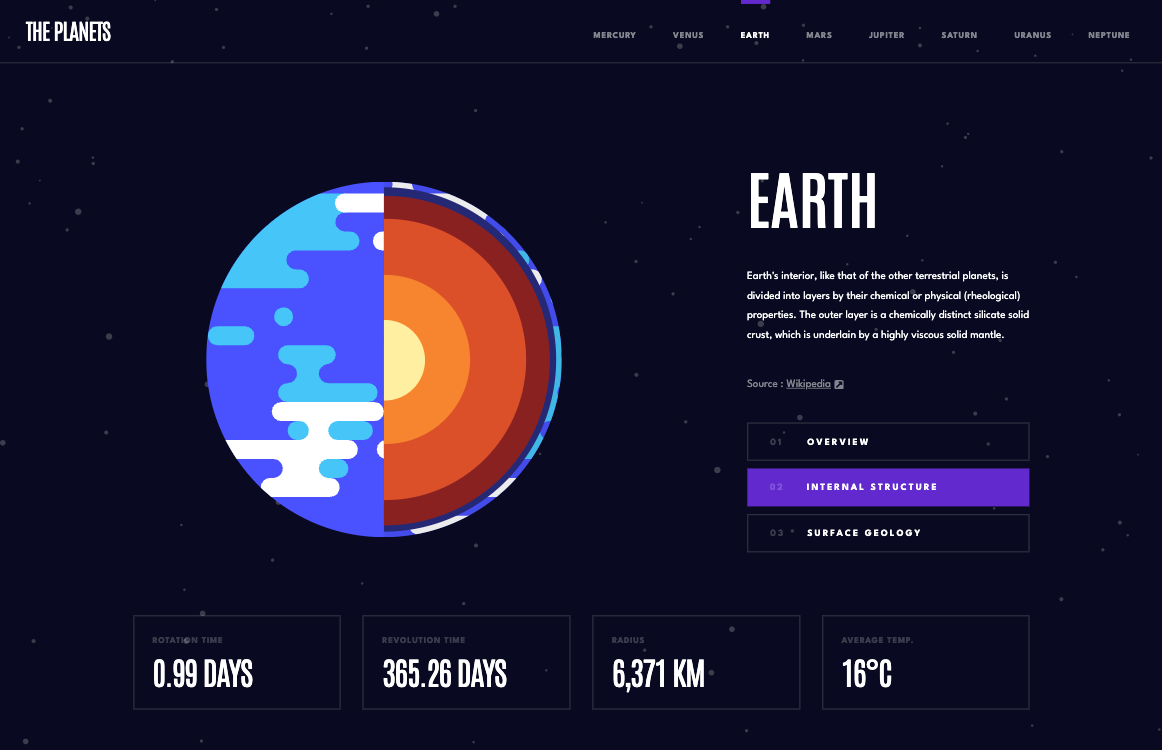 THE PLANETS
MERCURY VENUS EARTH MARS JUPITER SATURN URANUS NEPTUNE
EARTH
Earth's interior, like that of the other terrestrial planets, is
divided into layers by their chemical or physical (rheological)
properties. The outer layer is a chemically distinct silicate solid
crust, which is underlain by a highly viscous solid mantle.
Source : Wikipedia
01 OVERVIEW
02 INTERNAL STRUCTURE
03 SURFACE GEOLOGY
ROTATION TIME
0.99 DAYS
REVOLUTION TIME
365.26 DAYS
RADIUS
6,371 KM
AVERAGE TEMP.
16°C